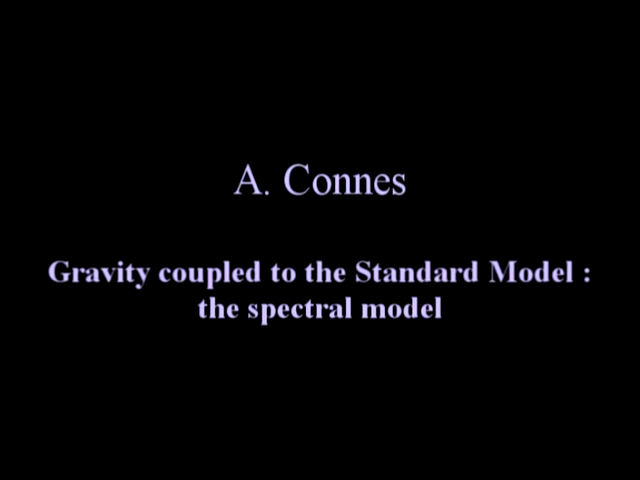 A. Connes
Gravity coupled to the Standard Model :
the spectral model